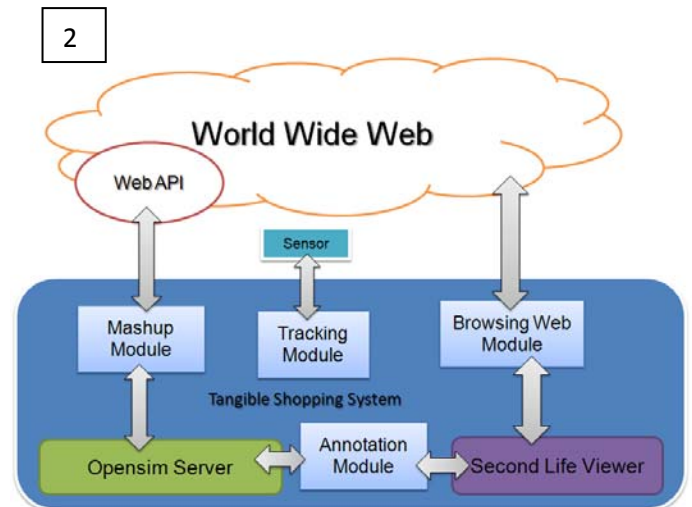 2
World Wide Web
Web API
Sensor
Mashup
Module
Tracking
Module
Browsing Web
Module
Tangible Shopping System
Opensim Server
Annotation
Module
Second Life Viewer